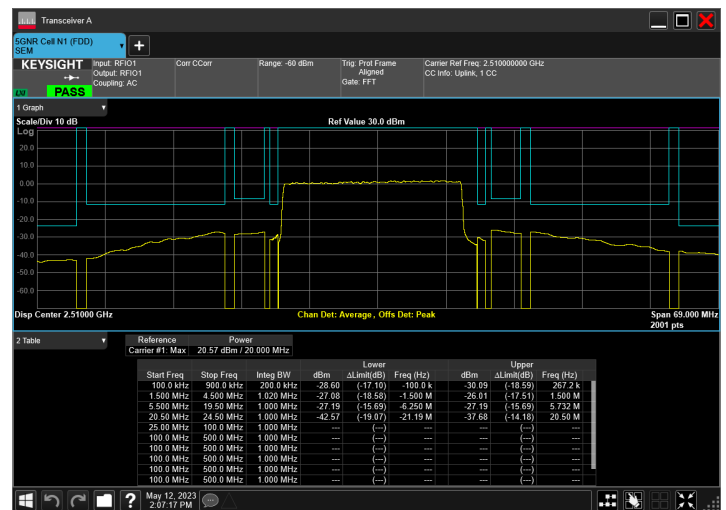 Transceiver A
5GNR Cell N1 (FDD)
SEM
KEYSIGHT
LXI PASS
Input: RFIO1
Output: RFIO1
Coupling: AC
Corr CCorr
Range: -60 dBm
Trig: Prot Frame
Aligned
Gate: FFT
Carrier Ref Freq: 2.510000000 GHz
CC Info: Uplink, 1 CC
1 Graph
Scale/Div 10 dB
Ref Value 30.0 dBm
Log
20.0
10.0
0.00
-10.0
-20.0
-30.0
-40.0
-50.0
-60.0
Disp Center 2.51000 GHz
Chan Det: Average, Offs Det: Peak
Span 69.000 MHz
2001 pts
2 Table
Reference Power
Carrier #1: Max 20.57 dBm / 20.000 MHz
Lower Upper
Start Freq Stop Freq Integ BW dBm ΔLimit(dB) Freq (Hz) dBm ΔLimit(dB) Freq (Hz)
100.0 kHz 900.0 kHz 200.0 kHz -28.60 (-17.10) -100.0 k -30.09 (-18.59) 267.2 k
1.500 MHz 4.500 MHz 1.020 MHz -27.08 (-18.58) -1.500 M -26.01 (-17.51) 1.500 M
5.500 MHz 19.50 MHz 1.000 MHz -27.19 (-15.69) -6.250 M -27.19 (-15.69) 5.732 M
20.50 MHz 24.50 MHz 1.000 MHz -42.57 (-19.07) -21.19 M -37.68 (-14.18) 20.50 M
25.00 MHz 100.0 MHz 1.000 MHz --- (---) --- --- (---) ---
100.0 MHz 500.0 MHz 1.000 MHz --- (---) --- --- (---) ---
100.0 MHz 500.0 MHz 1.000 MHz --- (---) --- --- (---) ---
100.0 MHz 500.0 MHz 1.000 MHz --- (---) --- --- (---) ---
100.0 MHz 500.0 MHz 1.000 MHz --- (---) --- --- (---) ---
100.0 MHz 500.0 MHz 1.000 MHz --- (---) --- --- (---) ---
May 12, 2023
2:07:17 PM